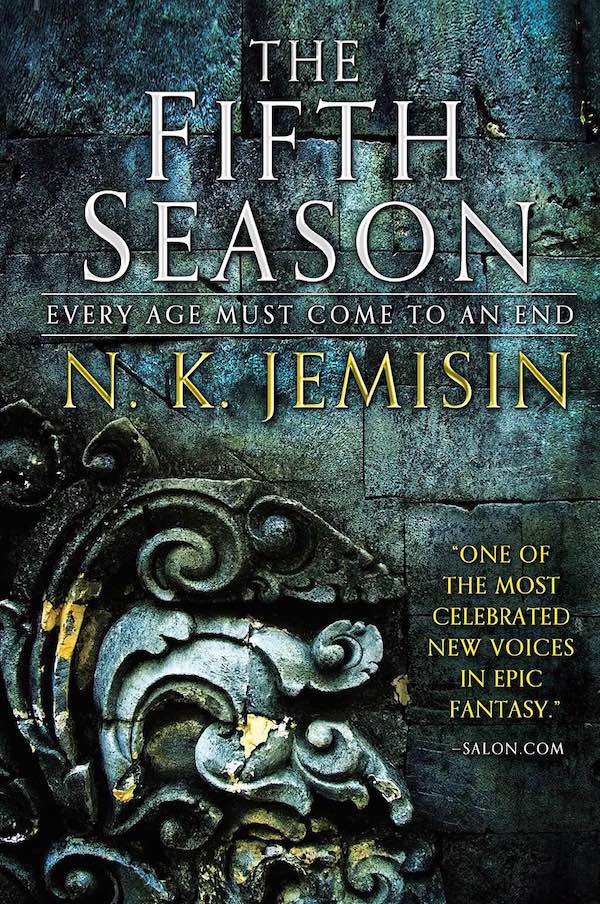 THE
FIFTH
SEASON
EVERY AGE MUST COME TO AN END
N. K. JEMISIN
“ONE OF
THE MOST
CELEBRATED
NEW VOICES
IN EPIC
FANTASY.”
–SALON.COM